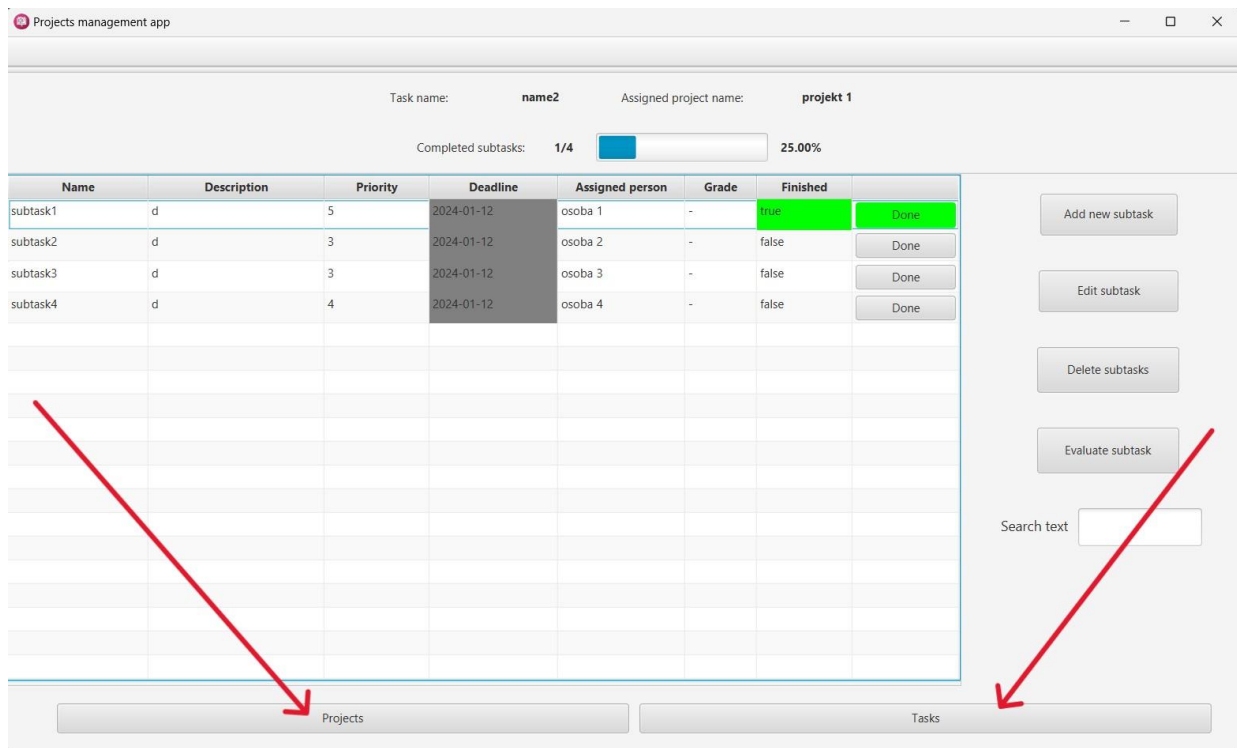 Projects management app
Task name: name2 Assigned project name: projekt 1
Completed subtasks: 1/4 25.00%
Name Description Priority Deadline Assigned person Grade Finished
subtask1 d 5 2024-01-12 osoba 1 - true Done
subtask2 d 3 2024-01-12 osoba 2 - false Done
subtask3 d 3 2024-01-12 osoba 3 - false Done
subtask4 d 4 2024-01-12 osoba 4 - false Done
Add new subtask
Edit subtask
Delete subtasks
Evaluate subtask
Search text
Projects Tasks